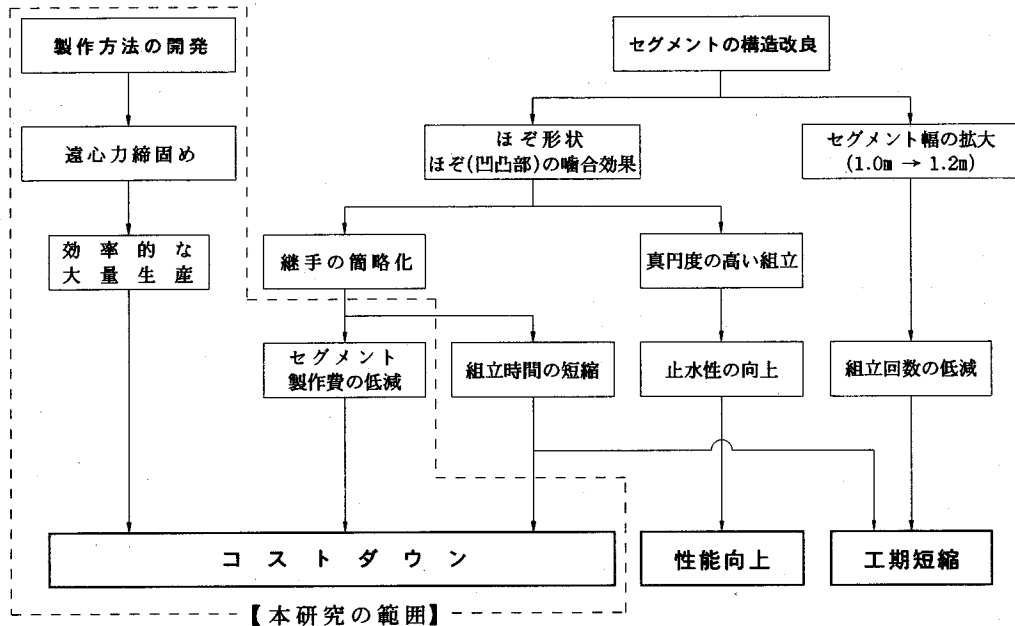 製作方法の開発
セグメントの構造改良
遠心力締固め
ほぞ形状
ほぞ(凹凸部)の噛合効果
セグメント幅の拡大
(1.0m → 1.2m)
効率的な
大量生産
継手の簡略化
真円度の高い組立
セグメント
製作費の低減
組立時間の短縮
止水性の向上
組立回数の低減
コストダウン
性能向上
工期短縮
【本研究の範囲】